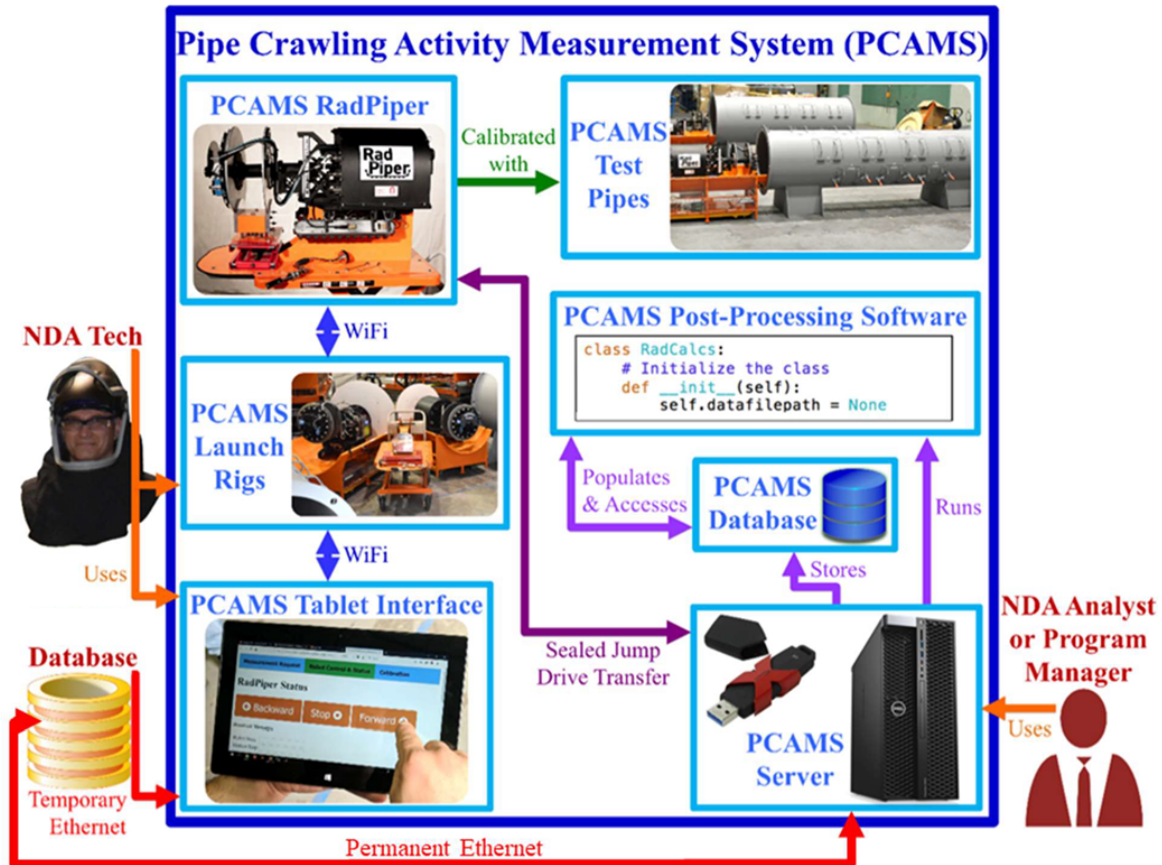 Pipe Crawling Activity Measurement System (PCAMS)
PCAMS RadPiper
Rad
Piper
Calibrated
with
PCAMS
Test
Pipes
WiFi
NDA Tech
PCAMS
Launch
Rigs
PCAMS Post-Processing Software
class RadCalcs:
# Initialize the class
def __init__(self):
self.datafilepath = None
Populates
& Accesses
PCAMS
Database
Runs
WiFi
Uses
Stores
PCAMS Tablet Interface
Measurement Snapshot
Robot Control & Status
Calibration
RadPiper Status
Backward
Stop
Forward
Sealed Jump
Drive Transfer
PCAMS
Server
DELL
NDA Analyst
or Program
Manager
Uses
Database
Temporary
Ethernet
Permanent Ethernet